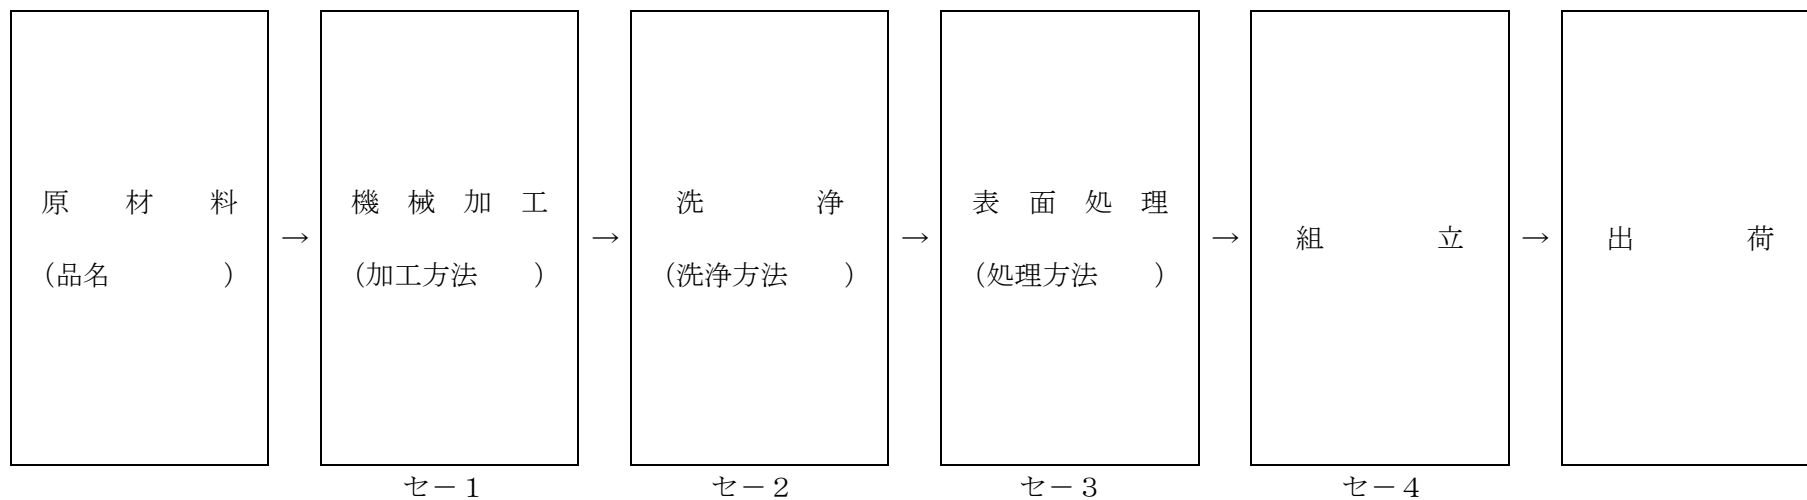 原材料
（品名　　　　）
→
機械加工
（加工方法　　）
→
洗浄
（洗浄方法　　）
→
表面処理
（処理方法　　）
→
組立
→
出荷
セ－１
セ－２
セ－３
セ－４